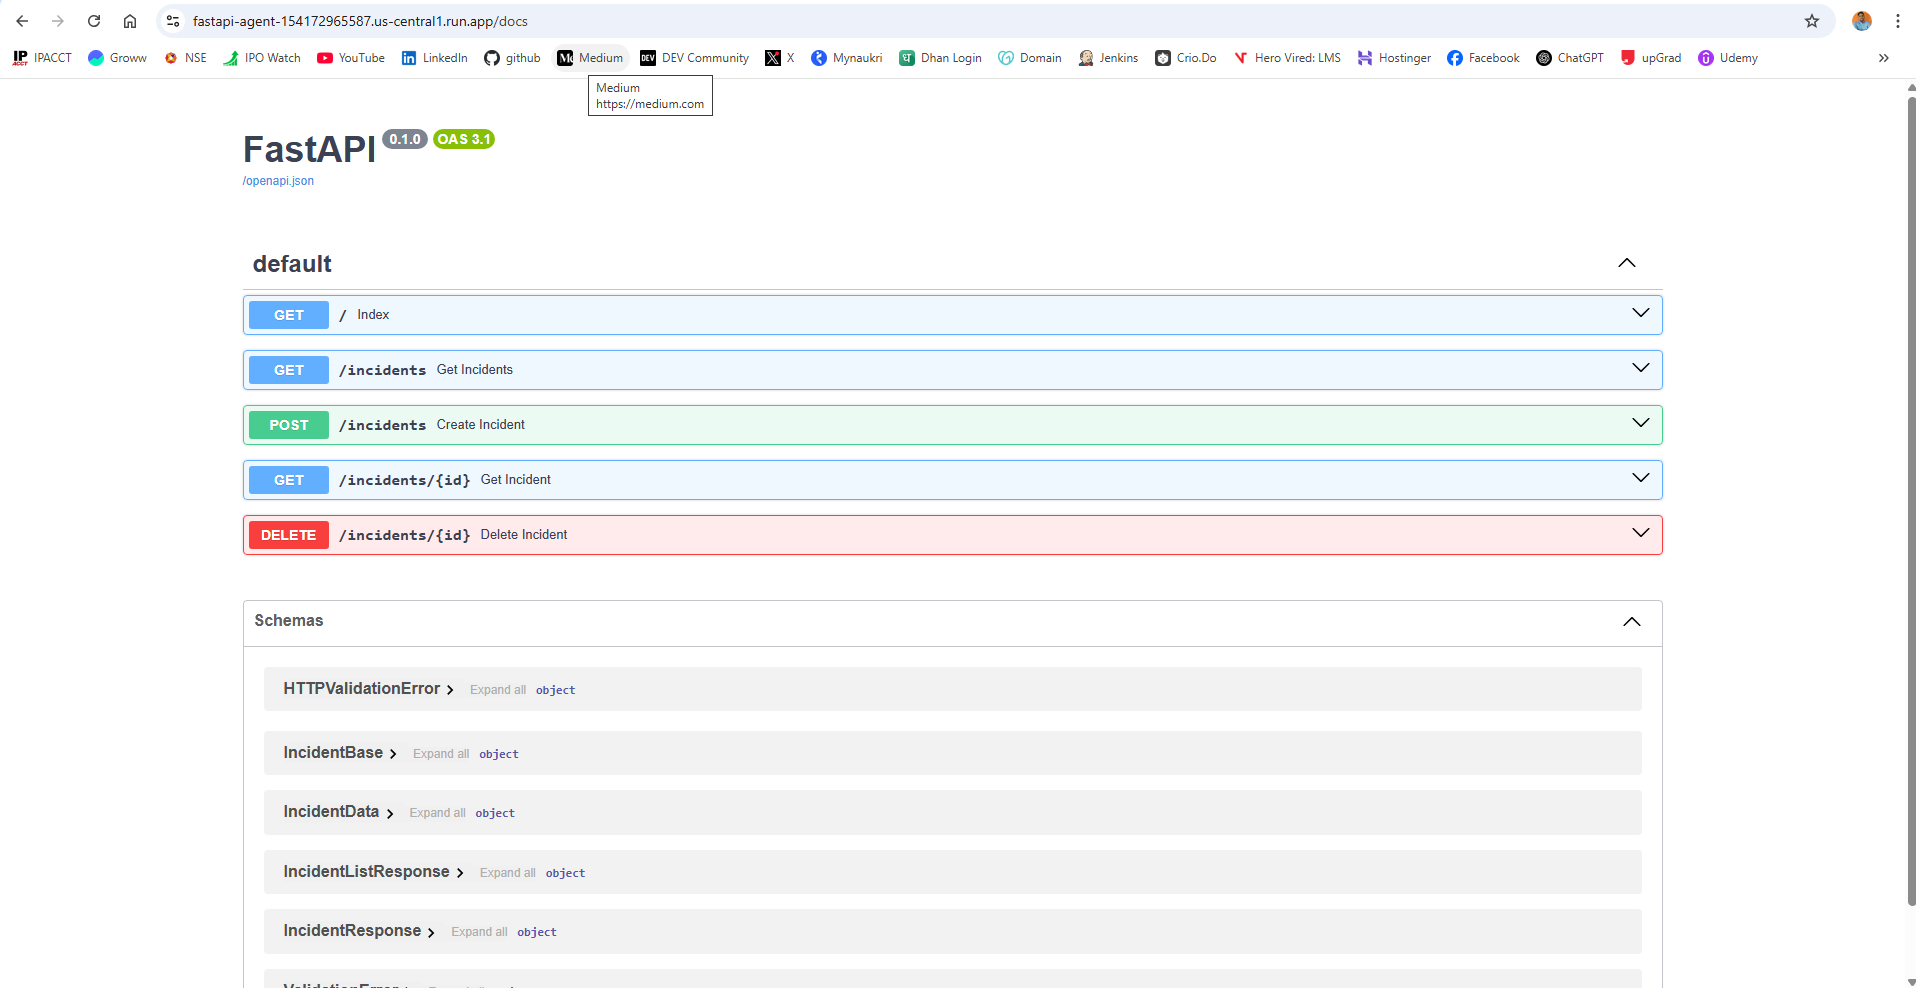 fastapi-agent-154172965587.us-central1.run.app/docs
IP ACCT IPACCT Groww NSE IPO Watch YouTube LinkedIn github Medium DEV DEV Community X Mynaukri Dhan Login Domain Jenkins Crio.Do Hero Vired: LMS Hostinger Facebook ChatGPT upGrad Udemy
Medium
https://medium.com
FastAPI 0.1.0 OAS 3.1
/openapi.json
default
GET / Index
GET /incidents Get Incidents
POST /incidents Create Incident
GET /incidents/{id} Get Incident
DELETE /incidents/{id} Delete Incident
Schemas
HTTPValidationError Expand all object
IncidentBase Expand all object
IncidentData Expand all object
IncidentListResponse Expand all object
IncidentResponse Expand all object
ValidationError